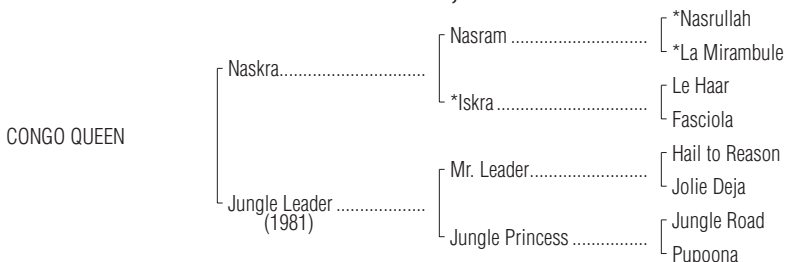 *Nasrullah
Nasram ..............................
*La Mirambule
Naskra................................
Le Haar
*Iskra .................................
Fasciola
CONGO QUEEN
Hail to Reason
Mr. Leader.........................
Jolie Deja
Jungle Leader ...................
(1981)
Jungle Road
Jungle Princess ................
Pupoona